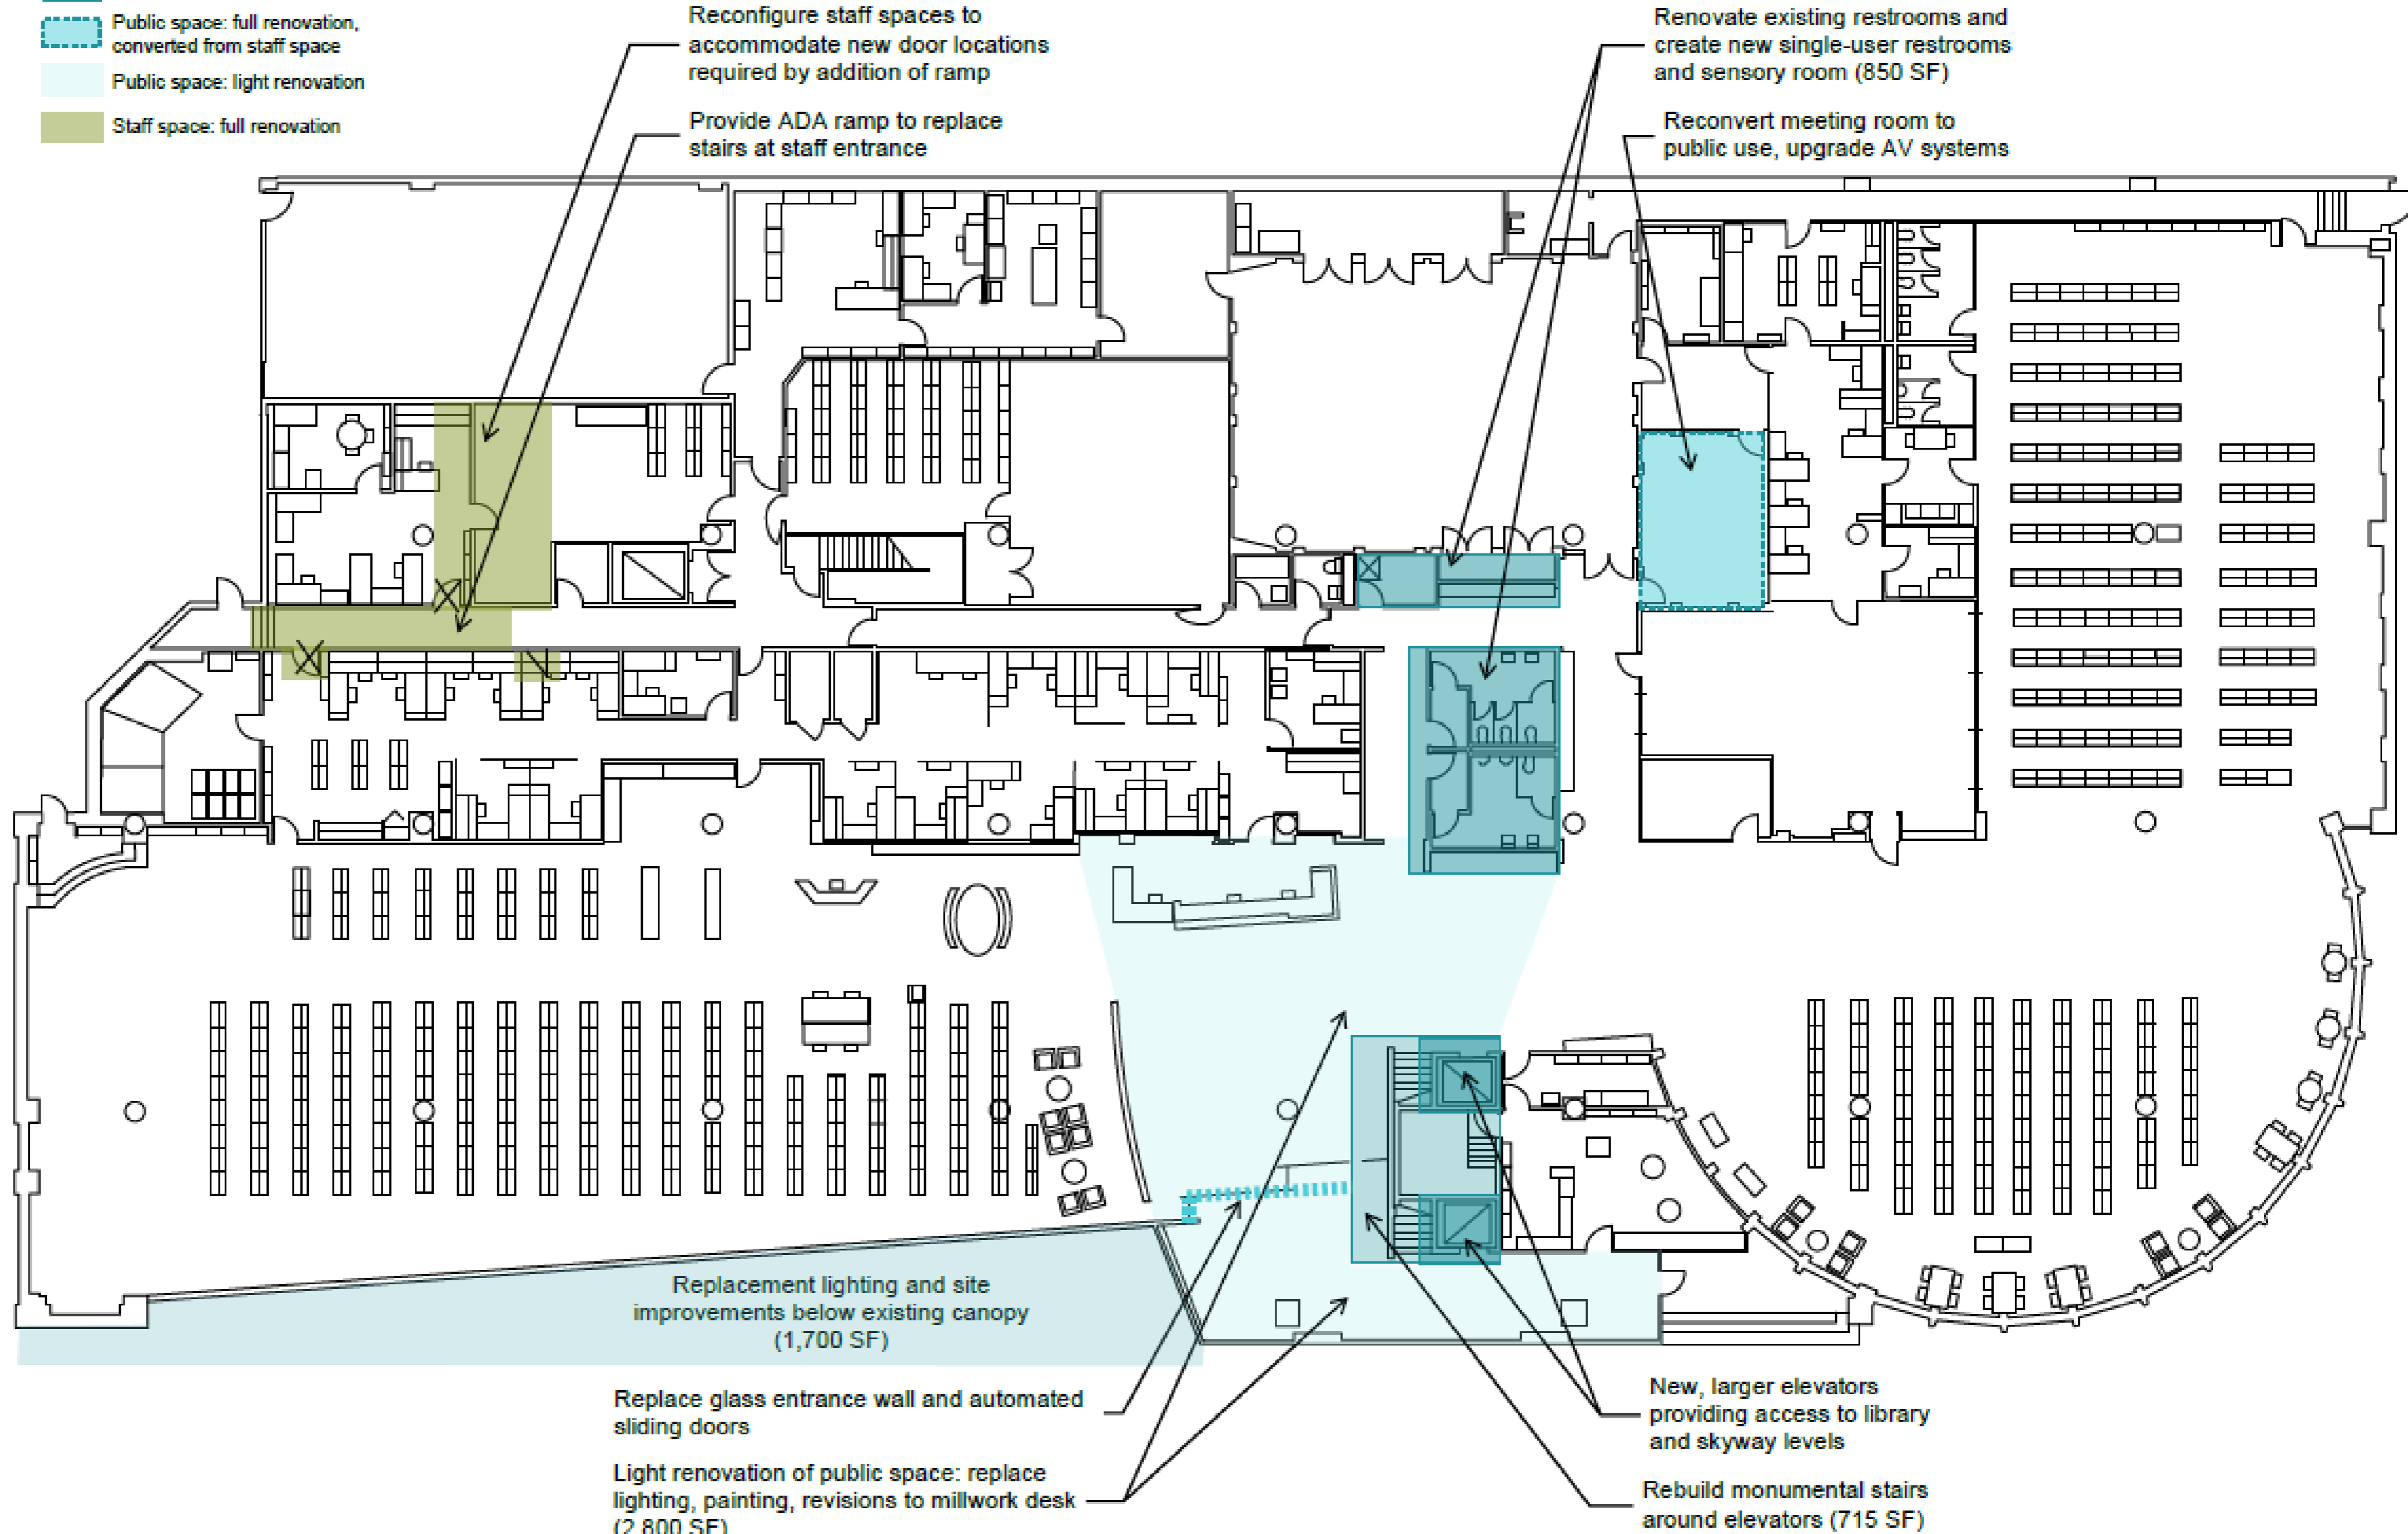 Public space: full renovation,
converted from staff space
Public space: light renovation
Staff space: full renovation
Reconfigure staff spaces to
accommodate new door locations
required by addition of ramp
Provide ADA ramp to replace
stairs at staff entrance
Renovate existing restrooms and
create new single-user restrooms
and sensory room (850 SF)
Reconvert meeting room to
public use, upgrade AV systems
Replacement lighting and site
improvements below existing canopy
(1,700 SF)
Replace glass entrance wall and automated
sliding doors
Light renovation of public space: replace
lighting, painting, revisions to millwork desk
(2,800 SF)
New, larger elevators
providing access to library
and skyway levels
Rebuild monumental stairs
around elevators (715 SF)